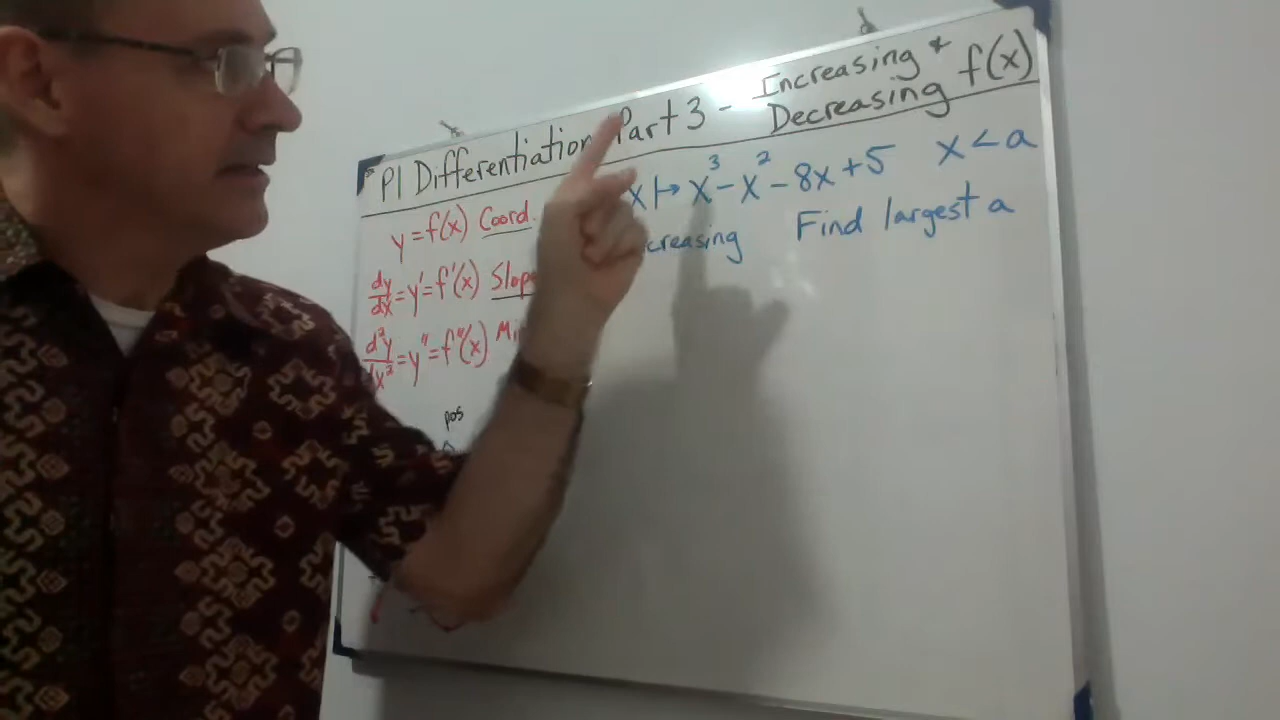 P1 Differentiation Part 3 - Increasing +
Decreasing f(x)
x ↦ x³ - x² - 8x + 5 x < a
creasing Find largest a
y = f(x) Coord.
dy/dx = y' = f'(x) Slope
d²y/dx² = y'' = f''(x)
pos